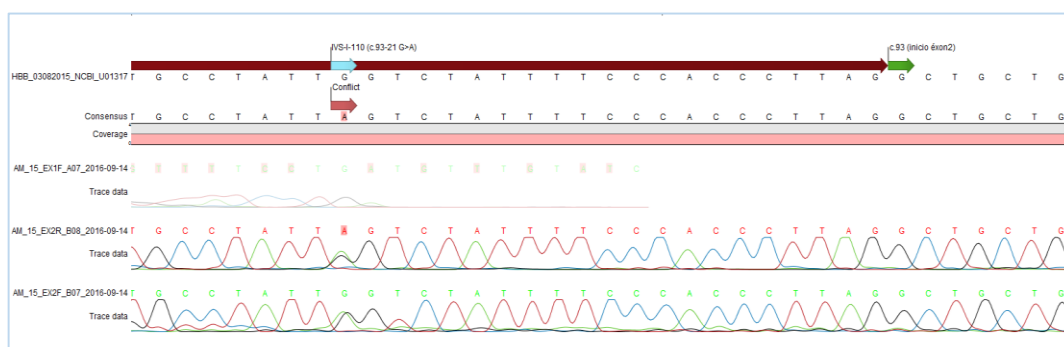 IVS-I-110 (c.93-21 G>A)
c.93 (inicio éxon2)
HBB_03082015_NCBI_U01317
T G C C T A T T G G T C T A T T T T C C C A C C C T T A G G C T G C T G
Conflict
Consensus
T G C C T A T T A G T C T A T T T T C C C A C C C T T A G G C T G C T G
Coverage
AM_15_EX1F_A07_2016-09-14
Trace data
AM_15_EX2R_B08_2016-09-14
T G C C T A T T A G T C T A T T T T C C C A C C C T T A G G C T G C T G
Trace data
AM_15_EX2F_B07_2016-09-14
T G C C T A T T G G T C T A T T T T C C C A C C C T T A G G C T G C T G
Trace data